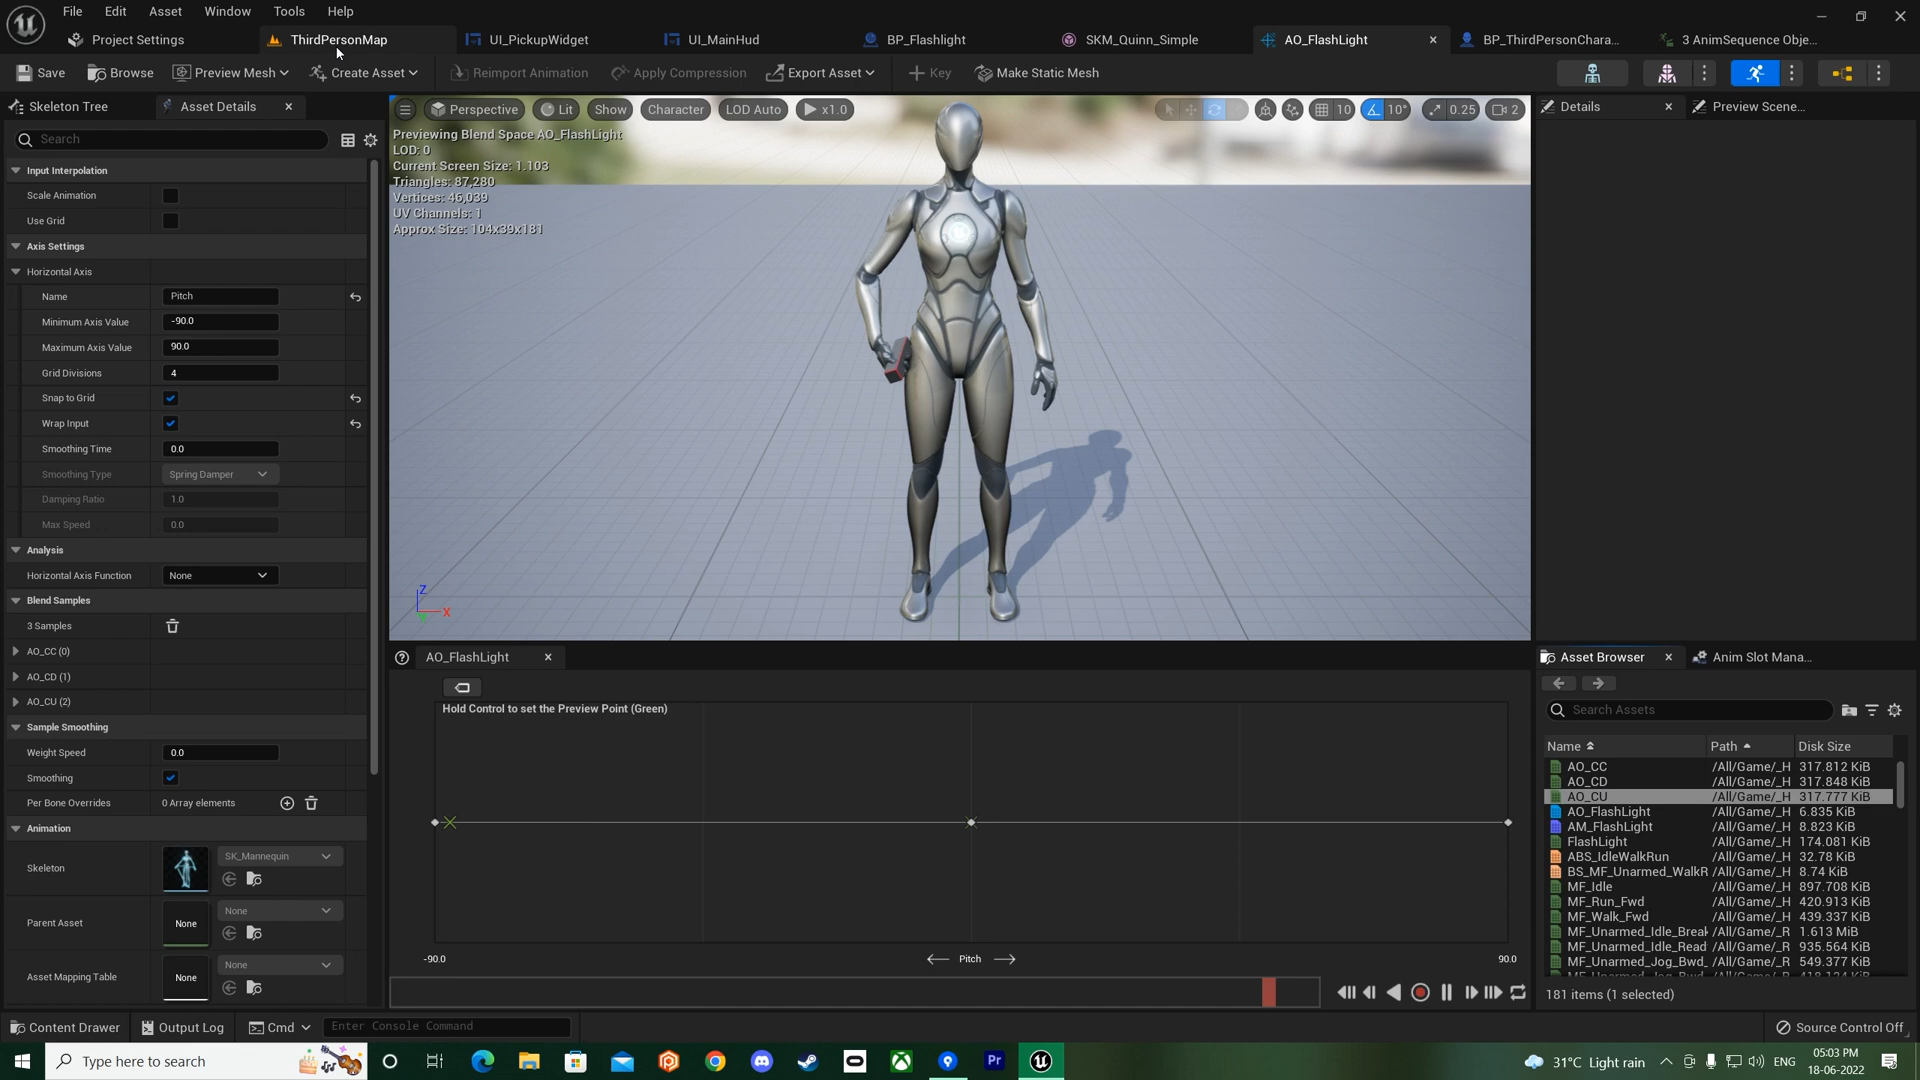 File Edit Asset Window Tools Help
Project Settings ThirdPersonMap UI_PickupWidget UI_MainHud BP_Flashlight SKM_Quinn_Simple AO_FlashLight BP_ThirdPersonChara... 3 AnimSequence Obje...
Save Browse Preview Mesh Create Asset Reimport Animation Apply Compression Export Asset Key Make Static Mesh
Skeleton Tree Asset Details
Search
Input Interpolation
Scale Animation
Use Grid
Axis Settings
Horizontal Axis
Name Pitch
Minimum Axis Value -90.0
Maximum Axis Value 90.0
Grid Divisions 4
Snap to Grid
Wrap Input
Smoothing Time 0.0
Smoothing Type Spring Damper
Damping Ratio 1.0
Max Speed 0.0
Analysis
Horizontal Axis Function None
Blend Samples
3 Samples
AO_CC (0)
AO_CD (1)
AO_CU (2)
Sample Smoothing
Weight Speed 0.0
Smoothing
Per Bone Overrides 0 Array elements
Animation
Skeleton SK_Mannequin
Parent Asset None None
Asset Mapping Table None None
Perspective Lit Show Character LOD Auto x1.0 10 10° 0.25 2
Previewing Blend Space AO_FlashLight
LOD: 0
Current Screen Size: 1.103
Triangles: 87,280
Vertices: 46,039
UV Channels: 1
Approx Size: 104x39x181
Z
X
Y
AO_FlashLight
Hold Control to set the Preview Point (Green)
-90.0 Pitch 90.0
Details Preview Scene...
Asset Browser Anim Slot Mana...
Search Assets
Name Path Disk Size
AO_CC /All/Game/_H 317.812 KiB
AO_CD /All/Game/_H 317.848 KiB
AO_CU /All/Game/_H 317.777 KiB
AO_FlashLight /All/Game/_H 6.835 KiB
AM_FlashLight /All/Game/_H 8.823 KiB
FlashLight /All/Game/_H 174.081 KiB
ABS_IdleWalkRun /All/Game/_H 32.78 KiB
BS_MF_Unarmed_WalkR /All/Game/_H 8.74 KiB
MF_Idle /All/Game/_H 897.708 KiB
MF_Run_Fwd /All/Game/_H 420.913 KiB
MF_Walk_Fwd /All/Game/_H 439.337 KiB
MF_Unarmed_Idle_Break /All/Game/_R 1.613 MiB
MF_Unarmed_Idle_Read /All/Game/_R 935.564 KiB
MF_Unarmed_Jog_Bwd_ /All/Game/_R 549.377 KiB
181 items (1 selected)
Content Drawer Output Log Cmd Enter Console Command Source Control Off
Type here to search Pr 31°C Light rain ENG 05:03 PM
18-06-2022